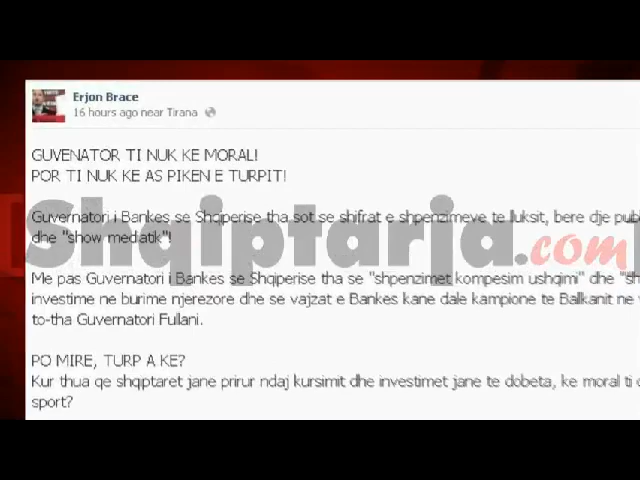 Erjon Brace
16 hours ago near Tirana
GUVENATOR TI NUK KE MORAL!
POR TI NUK KE AS PIKEN E TURPIT!
Guvernatori i Bankes se Shqiperise tha sot se shifrat e shpenzimeve te luksit, bere dje pub
dhe "show mediatik"!
Shqiptarja.com
Me pas Guvernatori i Bankes se Shqiperise tha se "shpenzimet kompesim ushqimi" dhe "sh
investime ne burime njerezore dhe se vajzat e Bankes kane dale kampione te Balkanit ne
to-tha Guvernatori Fullani.
PO MIRE, TURP A KE?
Kur thua qe shqiptaret jane prirur ndaj kursimit dhe investimet jane te dobeta, ke moral ti
sport?